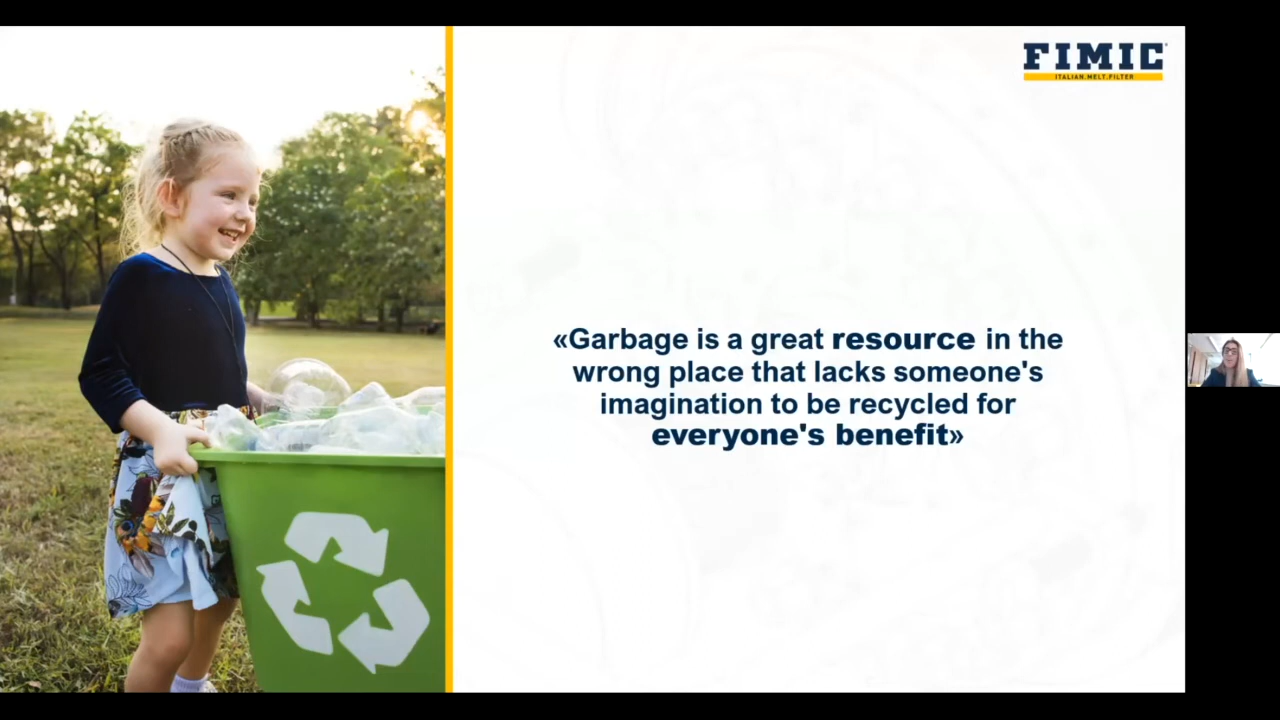 FIMIC
ITALIAN.MELT.FILTER
«Garbage is a great resource in the
wrong place that lacks someone's
imagination to be recycled for
everyone's benefit»